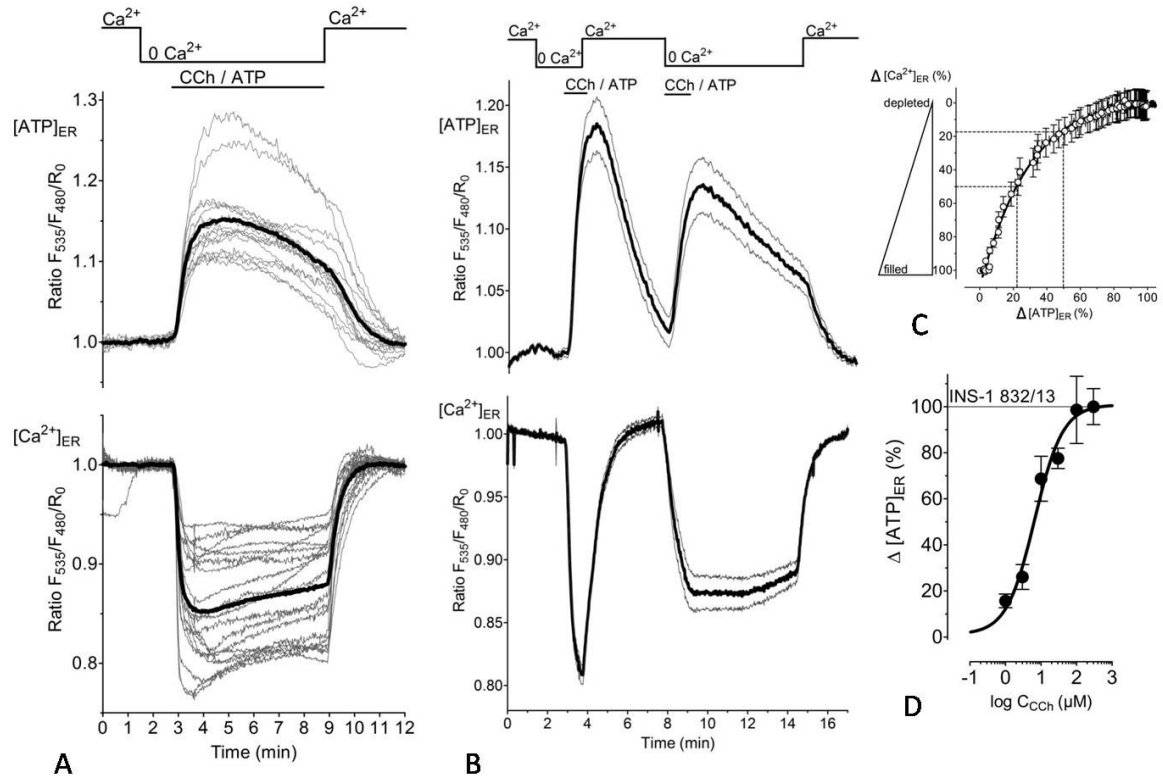 Ca²⁺
0 Ca²⁺
Ca²⁺
CCh / ATP
[ATP]ER
Ratio F535/F480/R0
1.3
1.2
1.1
1.0
[Ca²⁺]ER
Ratio F535/F480/R0
1.0
0.9
0.8
0 1 2 3 4 5 6 7 8 9 10 11 12
Time (min)
A
Ca²⁺
0 Ca²⁺
Ca²⁺
0 Ca²⁺
Ca²⁺
CCh / ATP
CCh / ATP
[ATP]ER
Ratio F535/F480/R0
1.20
1.15
1.10
1.05
1.00
[Ca²⁺]ER
Ratio F535/F480/R0
1.00
0.95
0.90
0.85
0.80
0 2 4 6 8 10 12 14 16
Time (min)
B
Δ [Ca²⁺]ER (%)
depleted
filled
0
20
40
60
80
100
0 20 40 60 80 100
Δ [ATP]ER (%)
C
INS-1 832/13
Δ [ATP]ER (%)
100
80
60
40
20
0
-1 0 1 2 3
log CCCh (µM)
D